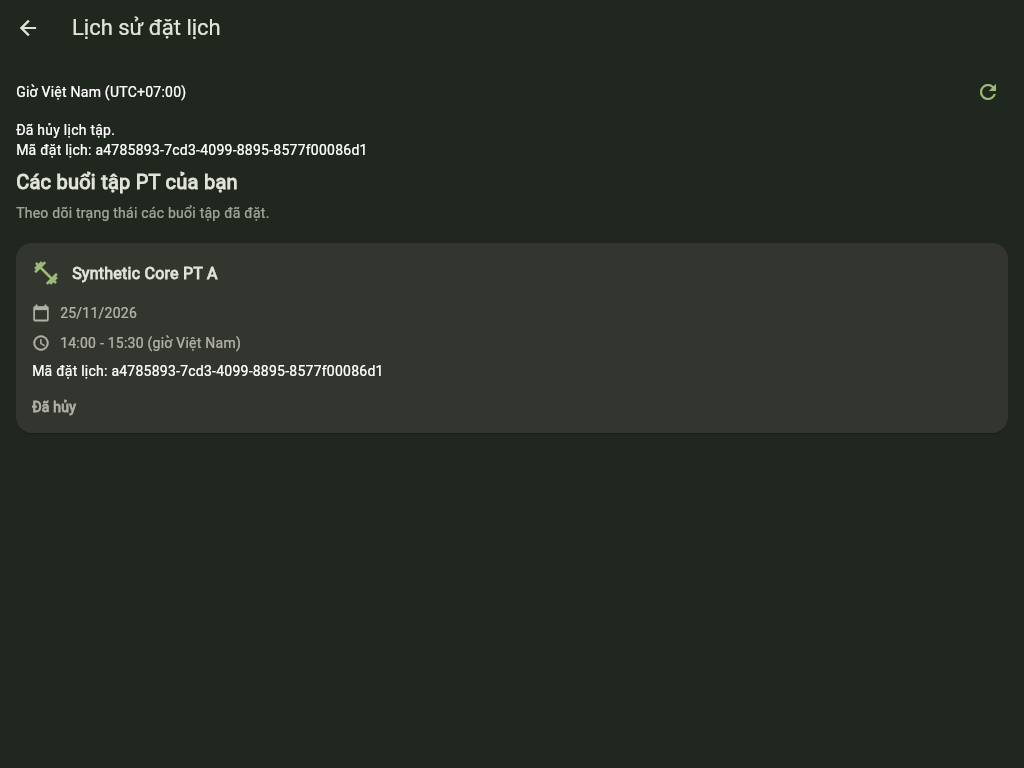 Lịch sử đặt lịch
Giờ Việt Nam (UTC+07:00)
Đã hủy lịch tập.
Mã đặt lịch: a4785893-7cd3-4099-8895-8577f00086d1
Các buổi tập PT của bạn
Theo dõi trạng thái các buổi tập đã đặt.
Synthetic Core PT A
25/11/2026
14:00 - 15:30 (giờ Việt Nam)
Mã đặt lịch: a4785893-7cd3-4099-8895-8577f00086d1
Đã hủy